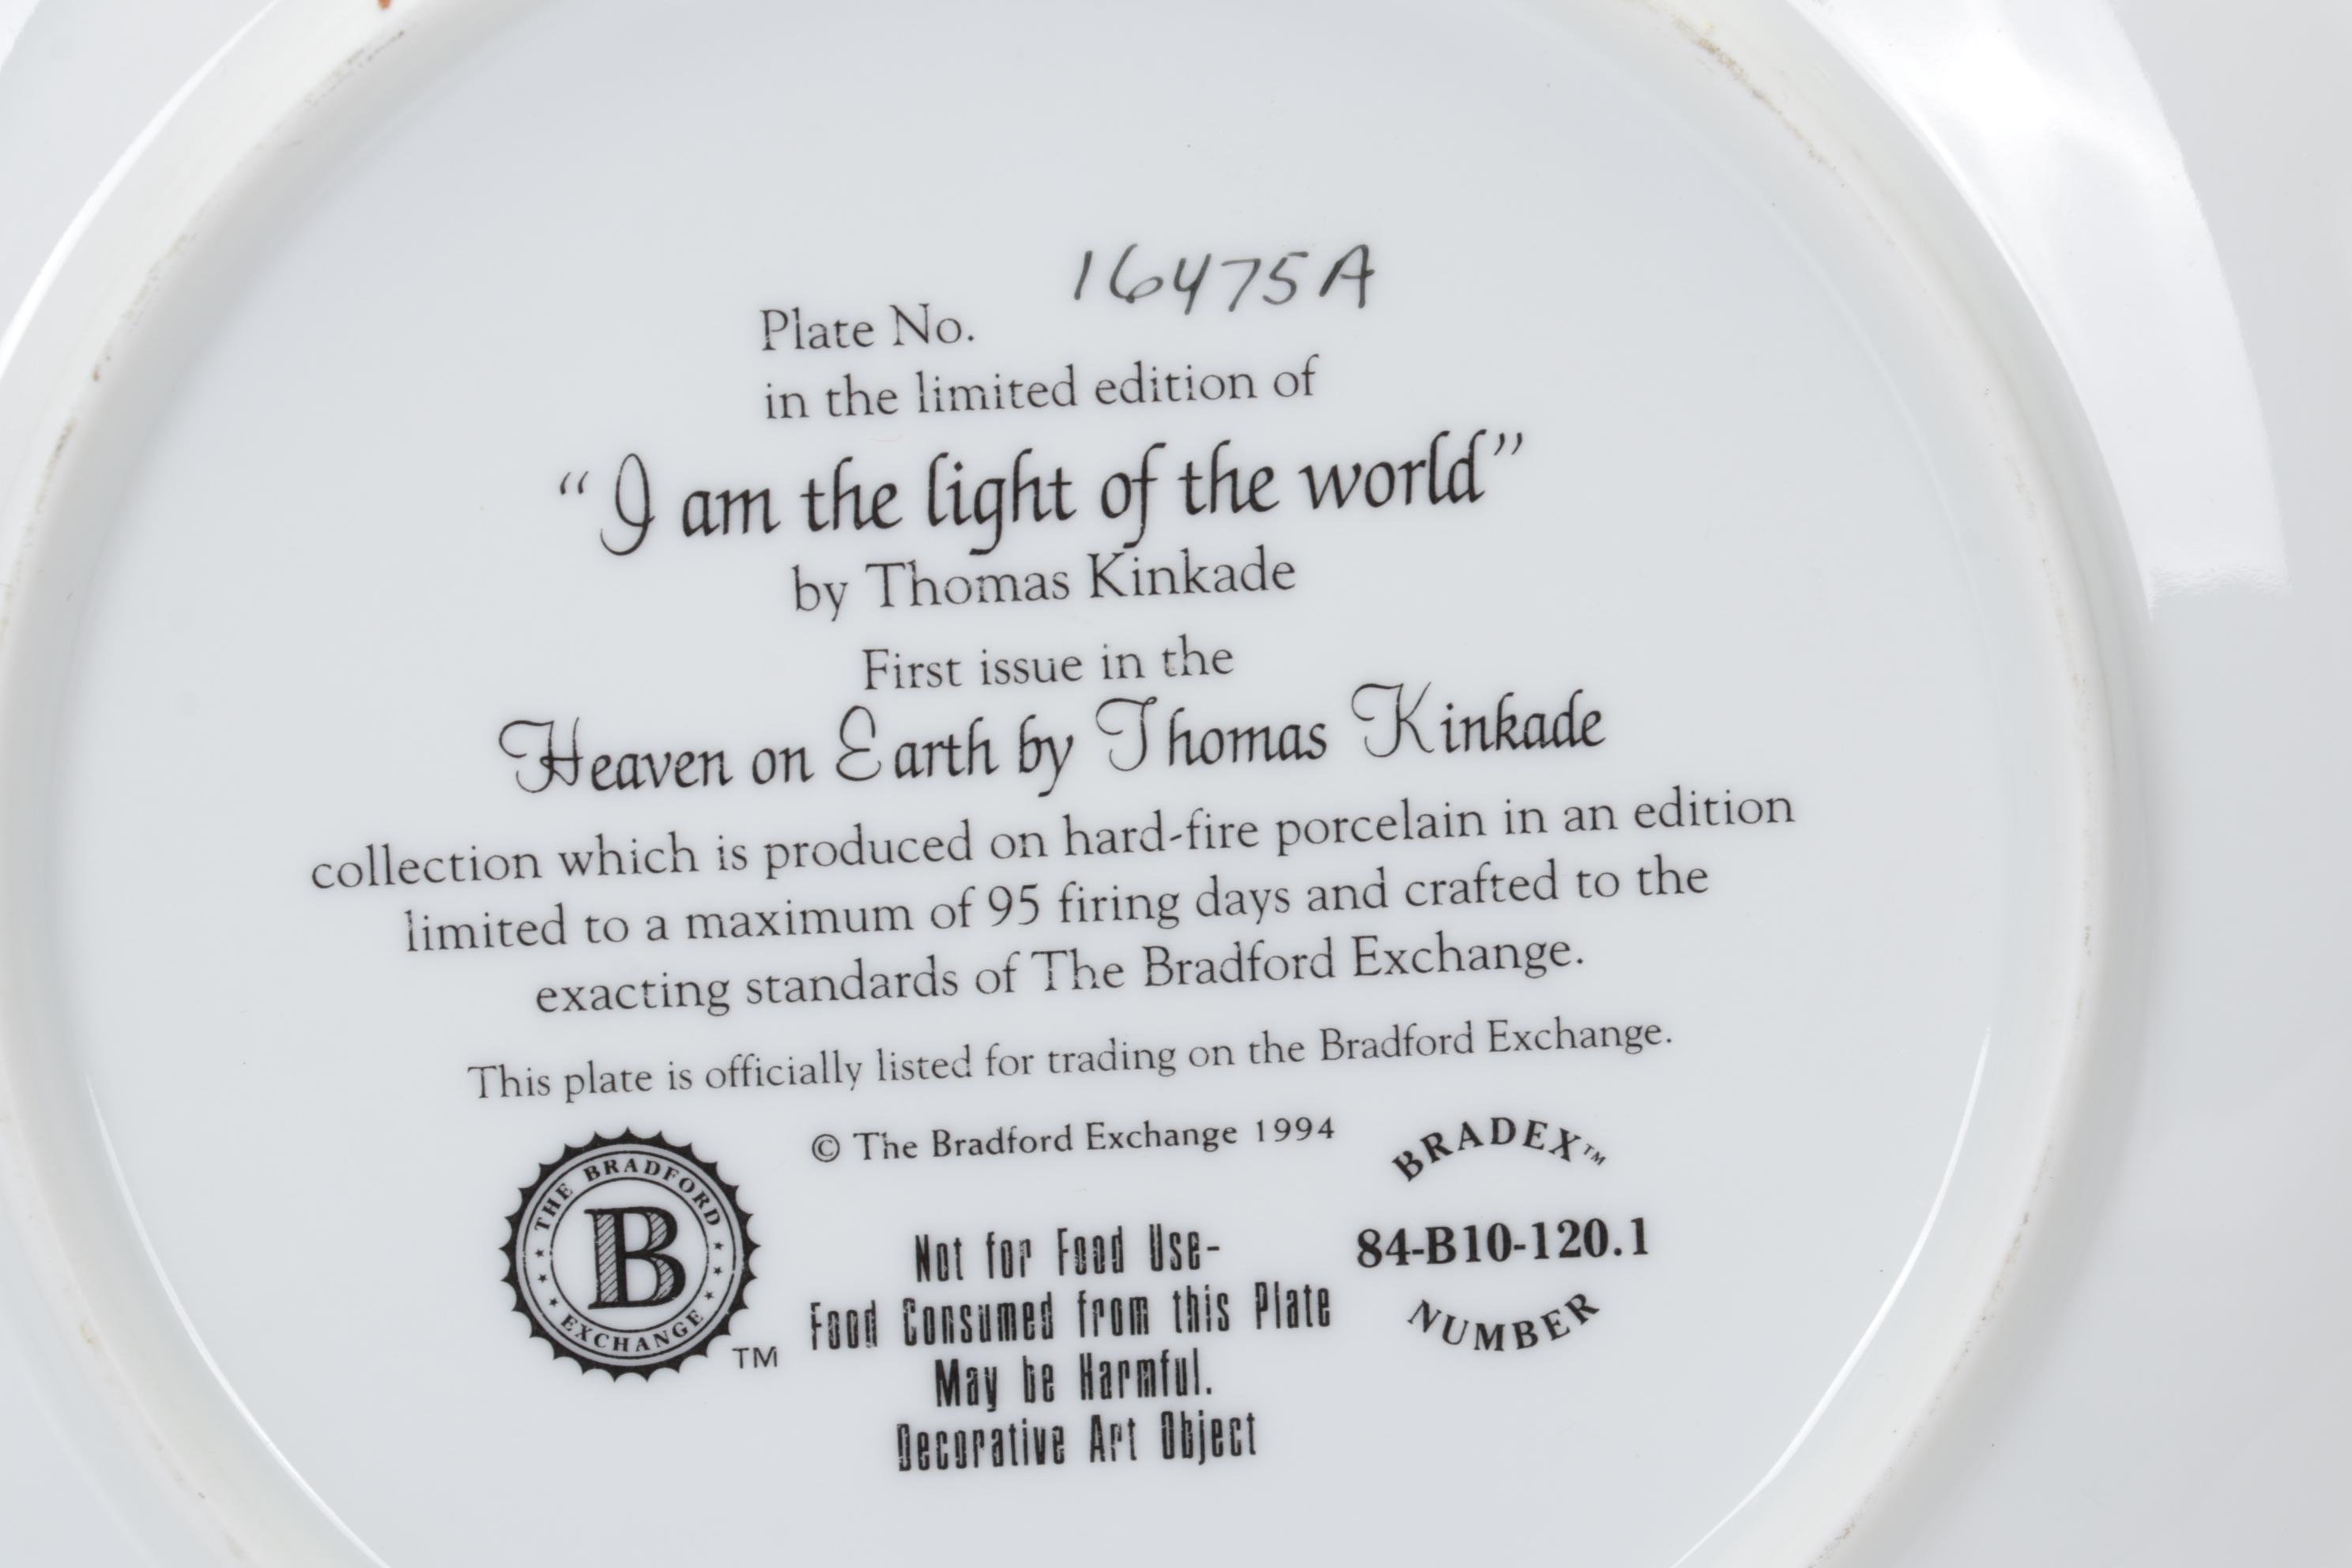 16475A
Plate No.
in the limited edition of
“I am the light of the world”
by Thomas Kinkade
First issue in the
Heaven on Earth by Thomas Kinkade
collection which is produced on hard-fire porcelain in an edition
limited to a maximum of 95 firing days and crafted to the
exacting standards of The Bradford Exchange.
This plate is officially listed for trading on the Bradford Exchange.
© The Bradford Exchange 1994
THE BRADFORD
B
EXCHANGE
TM
Not for Food Use-
Food Consumed from this Plate
May be Harmful.
Decorative Art Object
BRADEX™
84-B10-120.1
NUMBER